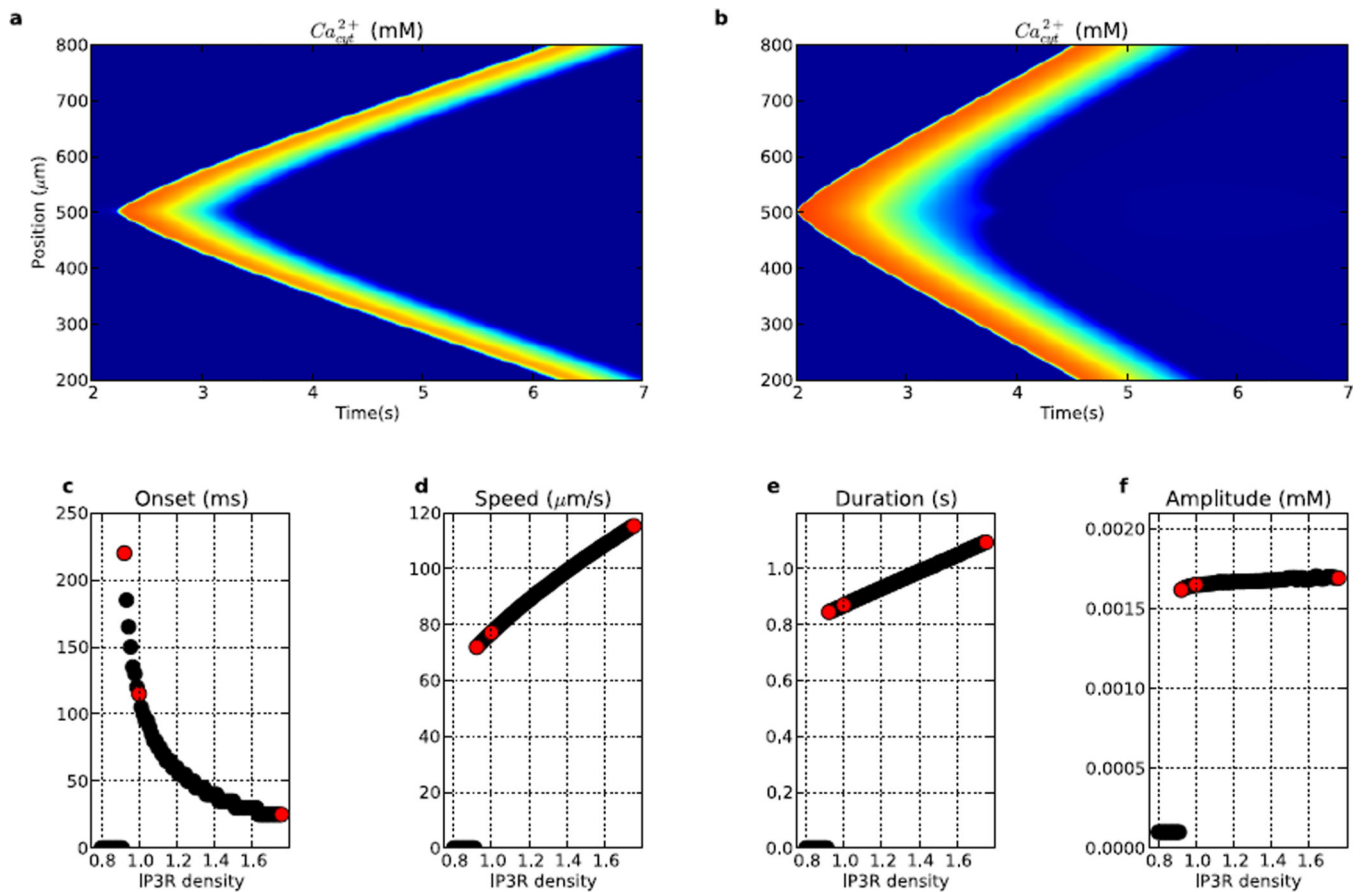 a
Ca²⁺cyt (mM)
800
700
600
500
400
300
200
Position (μm)
2 3 4 5 6 7
Time(s)
b
Ca²⁺cyt (mM)
800
700
600
500
400
300
200
2 3 4 5 6 7
Time(s)
c
Onset (ms)
250
200
150
100
50
0
0.8 1.0 1.2 1.4 1.6
IP3R density
d
Speed (μm/s)
120
100
80
60
40
20
0
0.8 1.0 1.2 1.4 1.6
IP3R density
e
Duration (s)
1.0
0.8
0.6
0.4
0.2
0.0
0.8 1.0 1.2 1.4 1.6
IP3R density
f
Amplitude (mM)
0.0020
0.0015
0.0010
0.0005
0.0000
0.8 1.0 1.2 1.4 1.6
IP3R density